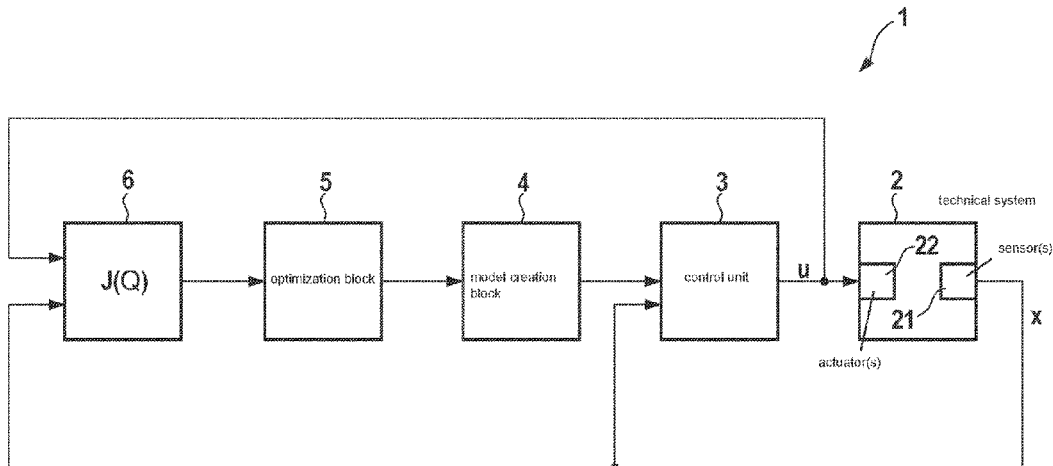 1
6
5
4
3
2
technical system
J(Q)
optimization block
model creation
block
control unit
u
22
sensor(s)
21
x
actuator(s)